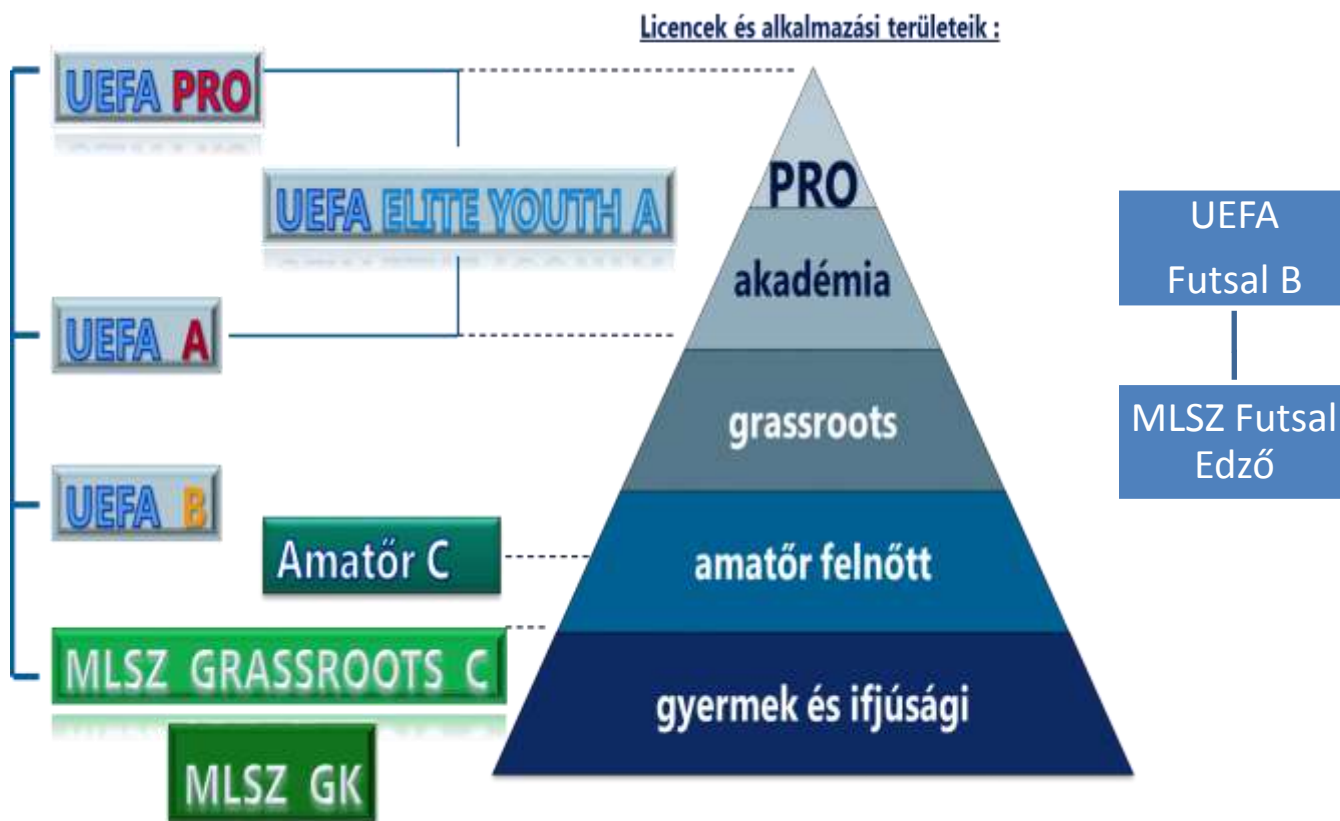 Licencek és alkalmazási területeik :
UEFA PRO
UEFA ELITE YOUTH A
UEFA A
UEFA B
Amatőr C
MLSZ GRASSROOTS C
MLSZ GK
PRO
akadémia
grassroots
amatőr felnőtt
gyermek és ifjúsági
UEFA
Futsal B
MLSZ Futsal
Edző